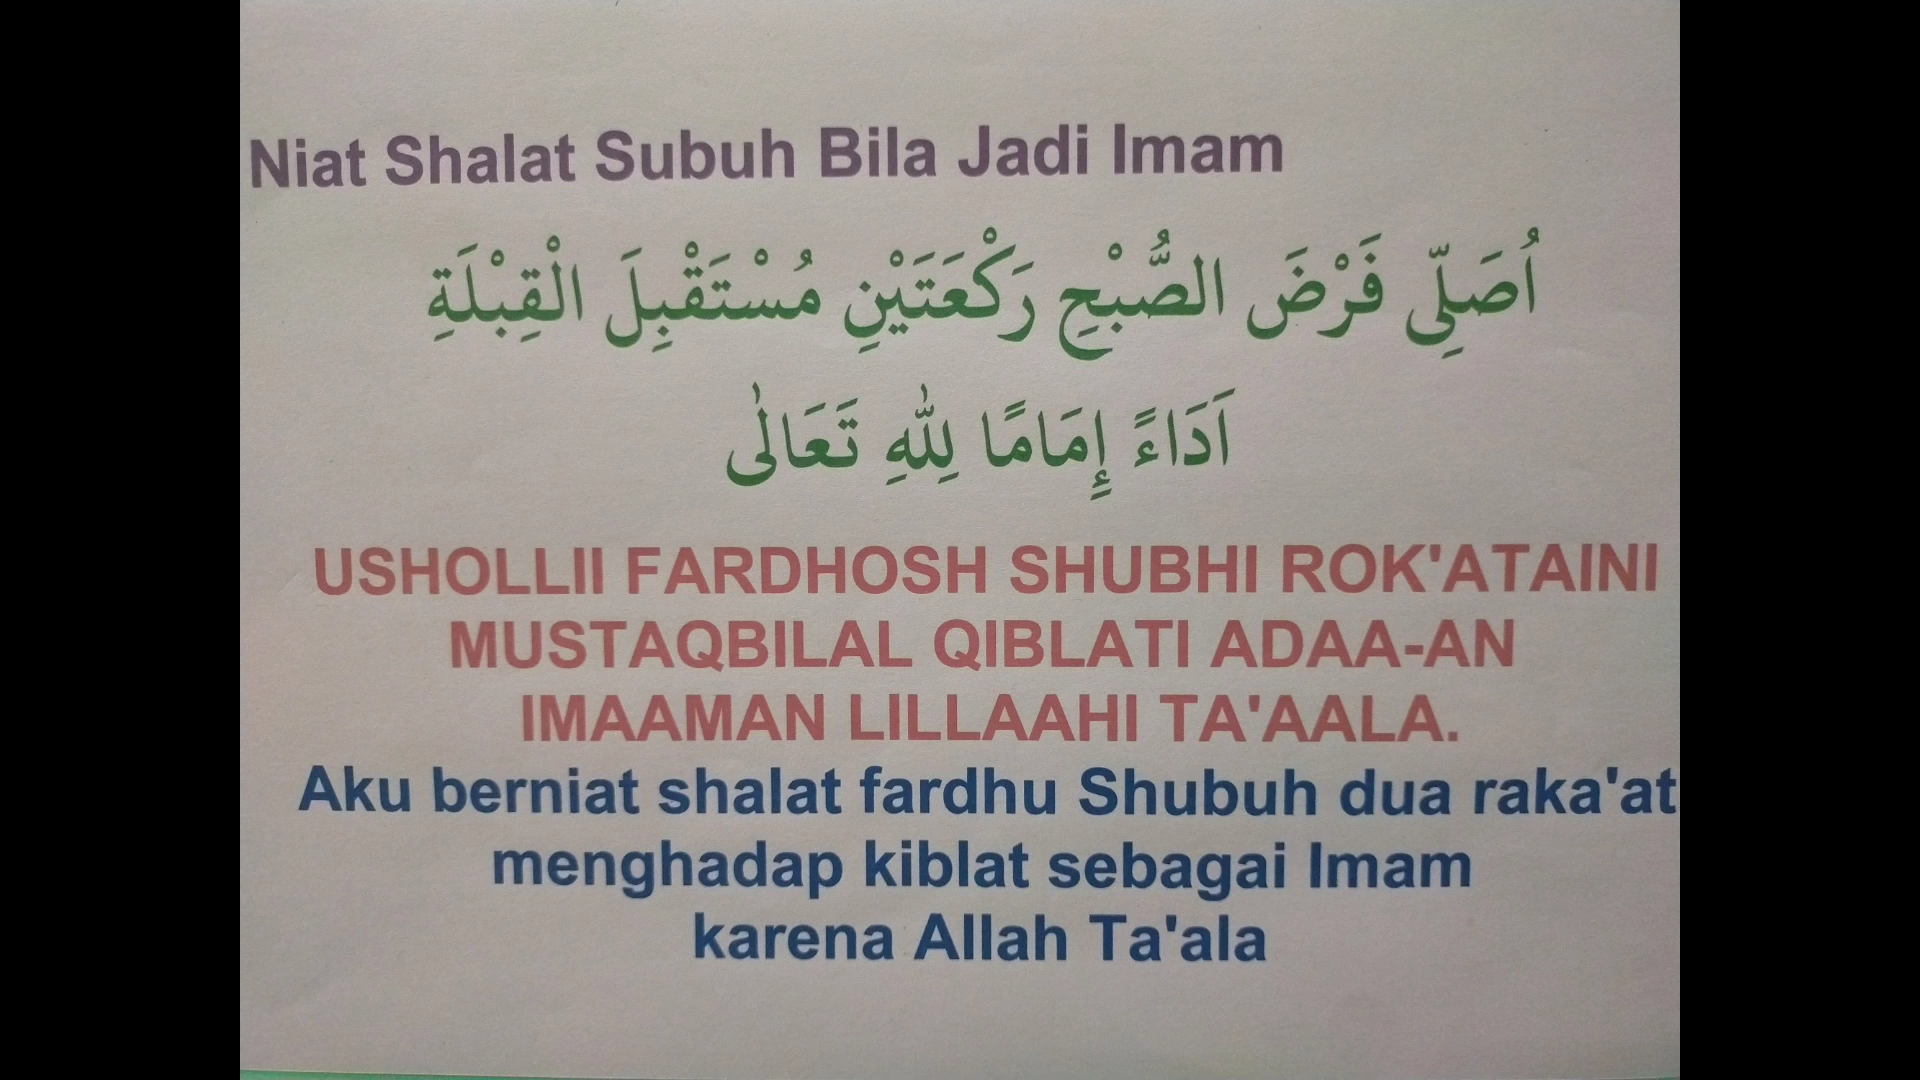 Niat Shalat Subuh Bila Jadi Imam
اُصَلِّى فَرْضَ الصُّبْحِ رَكْعَتَيْنِ مُسْتَقْبِلَ الْقِبْلَةِ
اَدَاءً إِمَامًا لِلّٰهِ تَعَالٰى
USHOLLII FARDHOSH SHUBHI ROK'ATAINI
MUSTAQBILAL QIBLATI ADAA-AN
IMAAMAN LILLAAHI TA'AALA.
Aku berniat shalat fardhu Shubuh dua raka'at
menghadap kiblat sebagai Imam
karena Allah Ta'ala